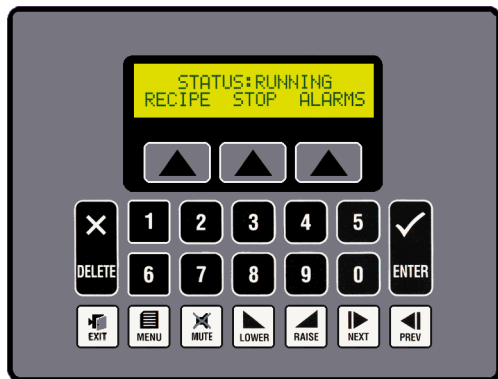 STATUS:RUNNING
RECIPE STOP ALARMS
DELETE
1 2 3 4 5
6 7 8 9 0
ENTER
EXIT MENU MUTE LOWER RAISE NEXT PREV